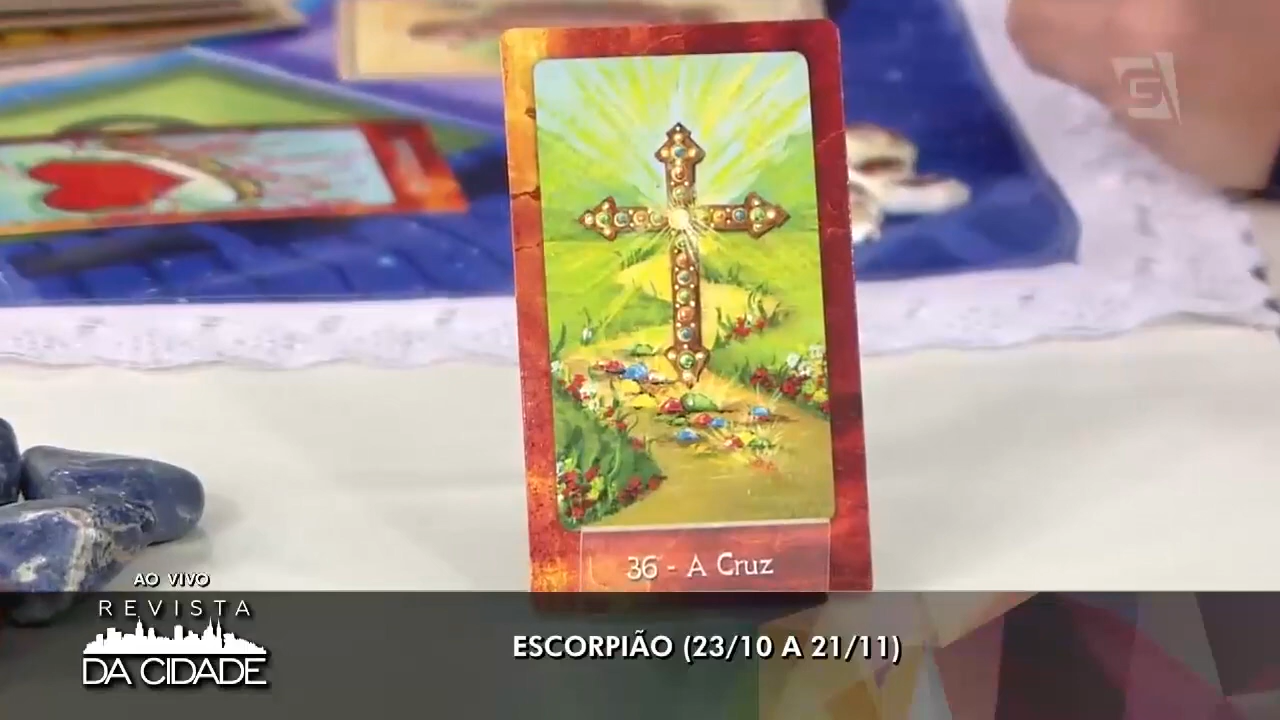 36 - A Cruz
AO VIVO
REVISTA
DA CIDADE
ESCORPIÃO (23/10 A 21/11)